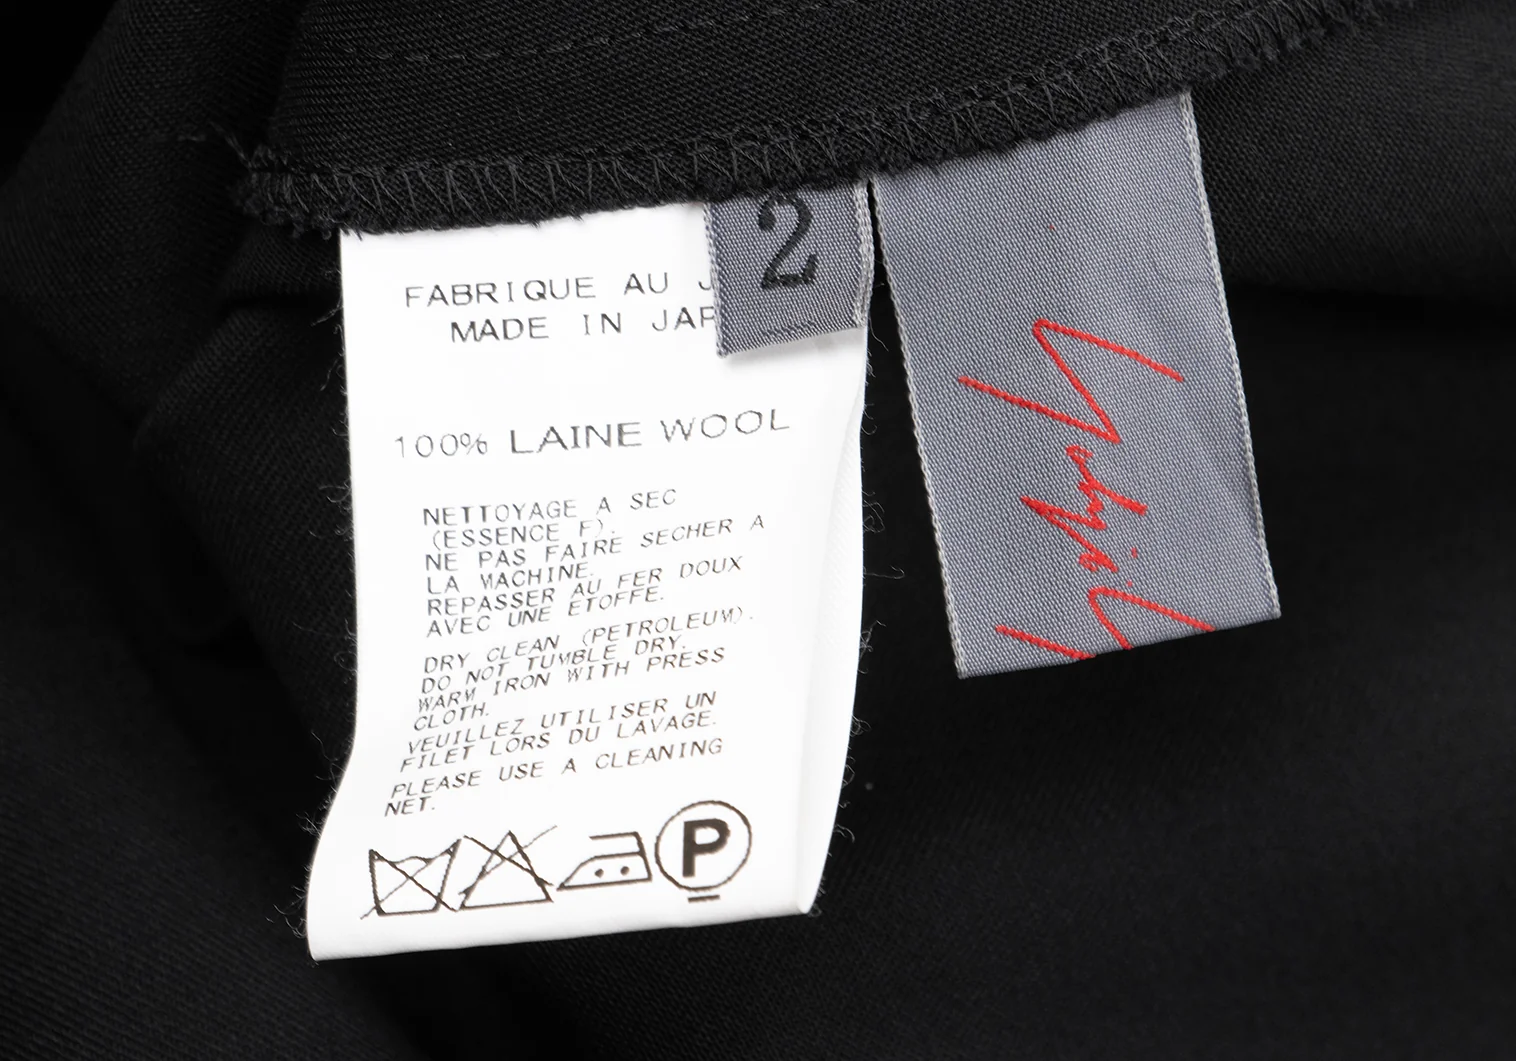 2
FABRIQUE AU J
MADE IN JAP
100% LAINE WOOL
NETTOYAGE A SEC
(ESSENCE F).
NE PAS FAIRE SECHER A
LA MACHINE.
REPASSER AU FER DOUX
AVEC UNE ETOFFE.
DRY CLEAN (PETROLEUM).
DO NOT TUMBLE DRY.
WARM IRON WITH PRESS
CLOTH.
VEUILLEZ UTILISER UN
FILET LORS DU LAVAGE.
PLEASE USE A CLEANING
NET.
P
Yohji Y